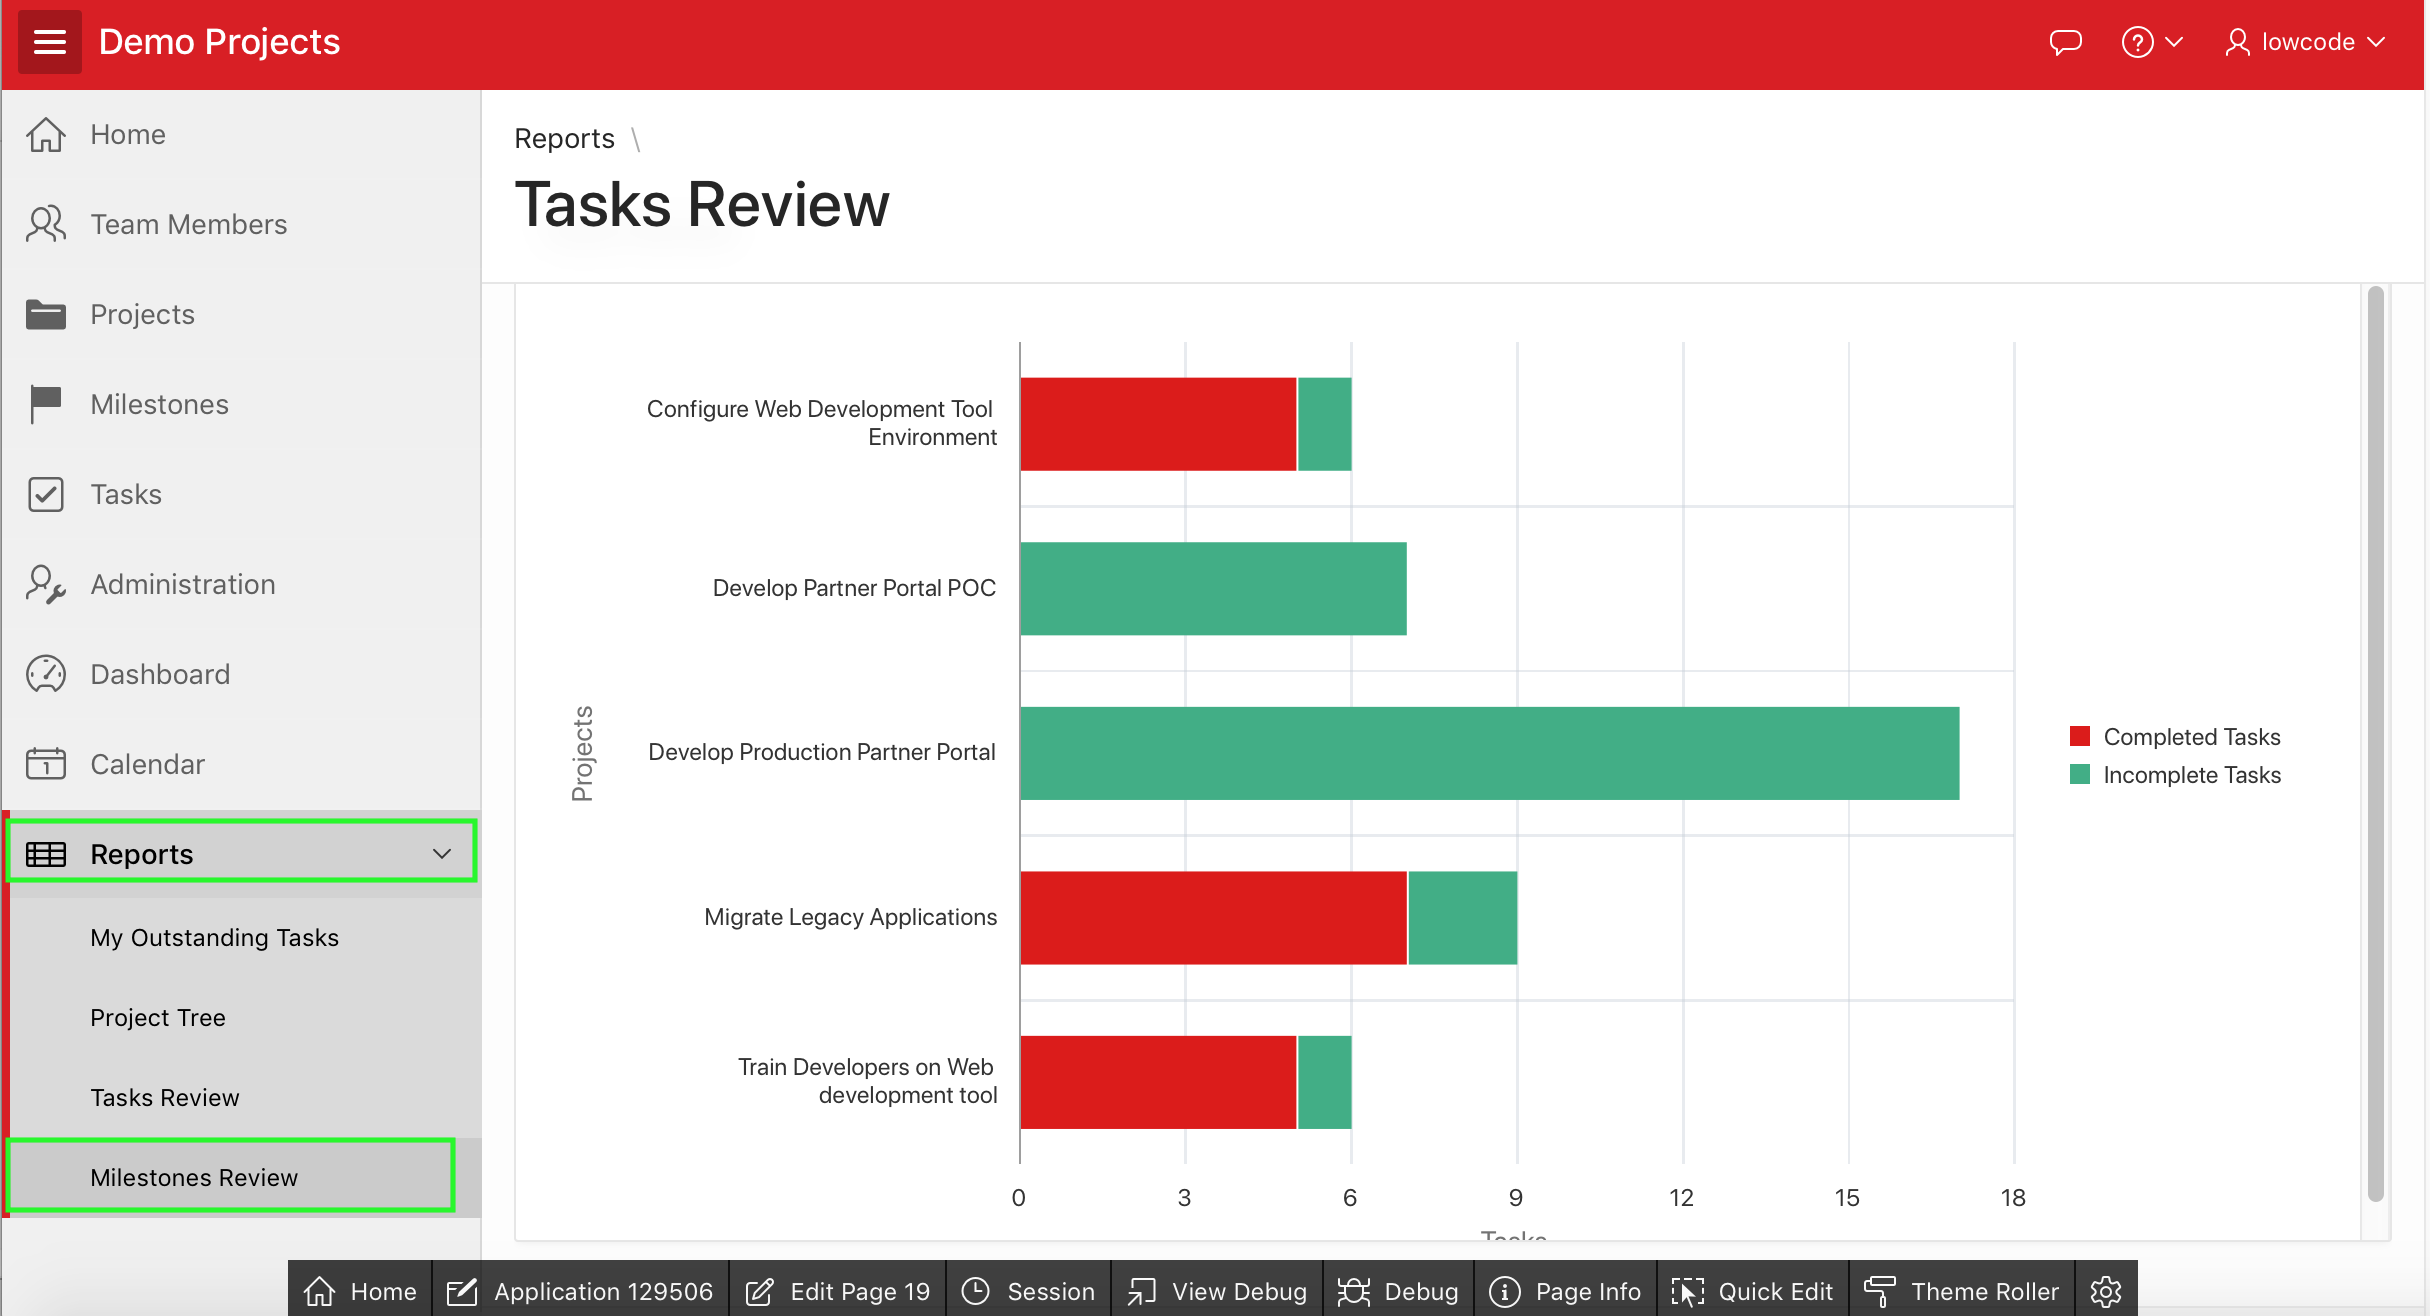 Demo Projects
lowcode
Home
Team Members
Projects
Milestones
Tasks
Administration
Dashboard
1
Calendar
Reports
My Outstanding Tasks
Project Tree
Tasks Review
Milestones Review
Reports \
Tasks Review
Projects
Configure Web Development Tool
Environment
Develop Partner Portal POC
Develop Production Partner Portal
Migrate Legacy Applications
Train Developers on Web
development tool
0 3 6 9 12 15 18
Tasks
Completed Tasks
Incomplete Tasks
Home Application 129506 Edit Page 19 Session View Debug Debug Page Info Quick Edit Theme Roller